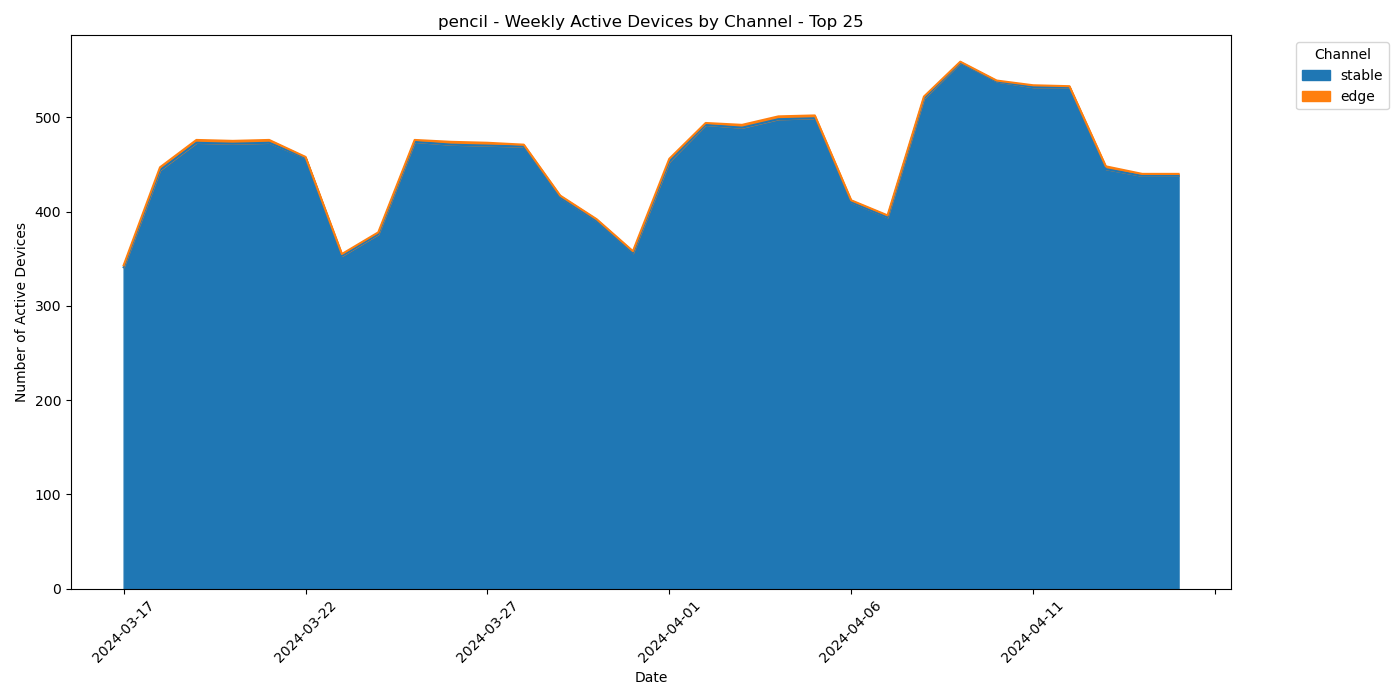 pencil - Weekly Active Devices by Channel - Top 25
Channel
stable
edge
Number of Active Devices
500
400
300
200
100
0
2024-03-17
2024-03-22
2024-03-27
2024-04-01
2024-04-06
2024-04-11
Date